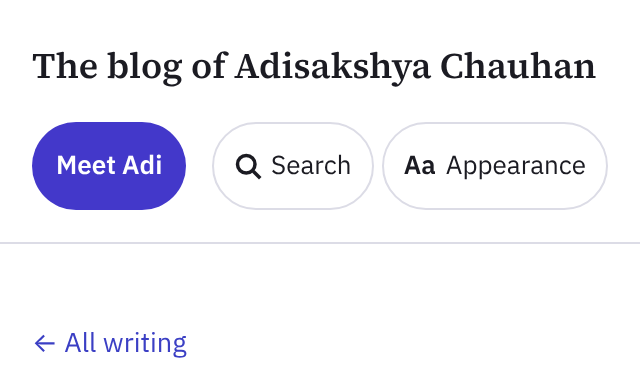 The blog of Adisakshya Chauhan
Meet Adi
Search
Aa Appearance
← All writing